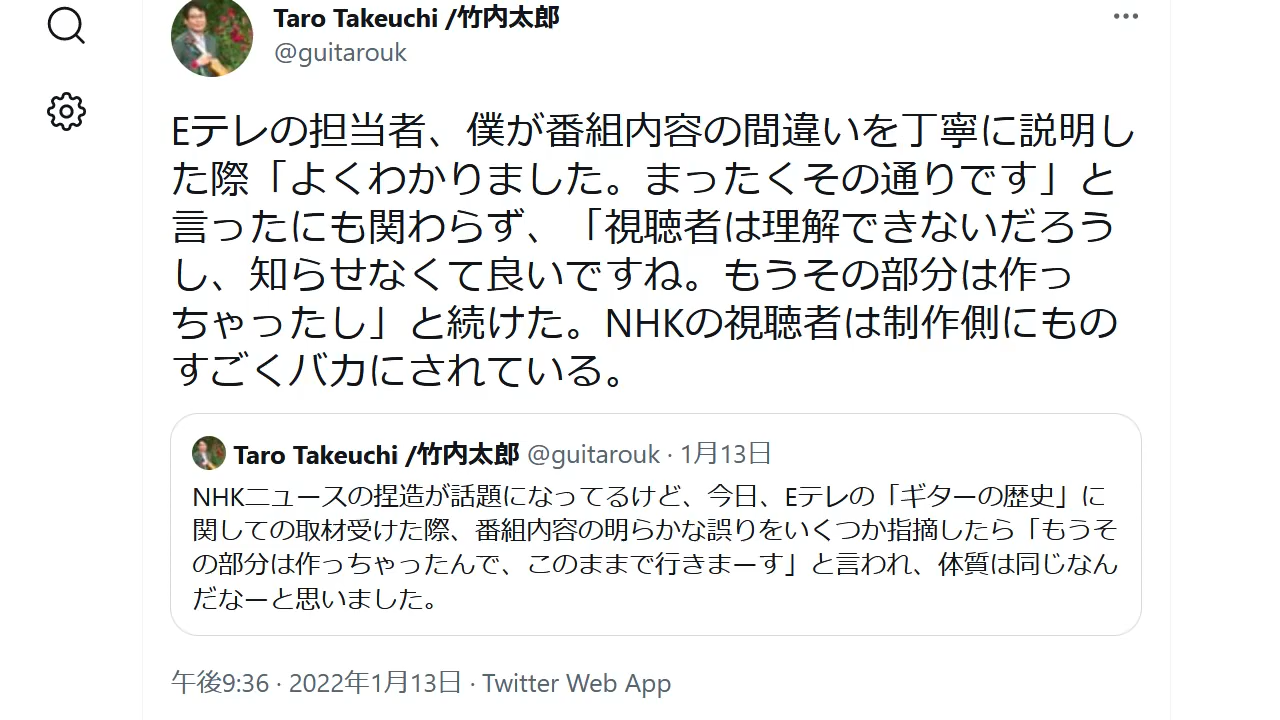 Taro Takeuchi /竹内太郎
@guitarouk
Eテレの担当者、僕が番組内容の間違いを丁寧に説明し
た際「よくわかりました。まったくその通りです」と
言ったにも関わらず、「視聴者は理解できないだろう
し、知らせなくて良いですね。もうその部分は作っ
ちゃったし」と続けた。NHKの視聴者は制作側にもの
すごくバカにされている。
Taro Takeuchi /竹内太郎 @guitarouk · 1月13日
NHKニュースの捏造が話題になってるけど、今日、Eテレの「ギターの歴史」に
関しての取材受けた際、番組内容の明らかな誤りをいくつか指摘したら「もうそ
の部分は作っちゃったんで、このままで行きまーす」と言われ、体質は同じなん
だなーと思いました。
午後9:36 · 2022年1月13日 · Twitter Web App